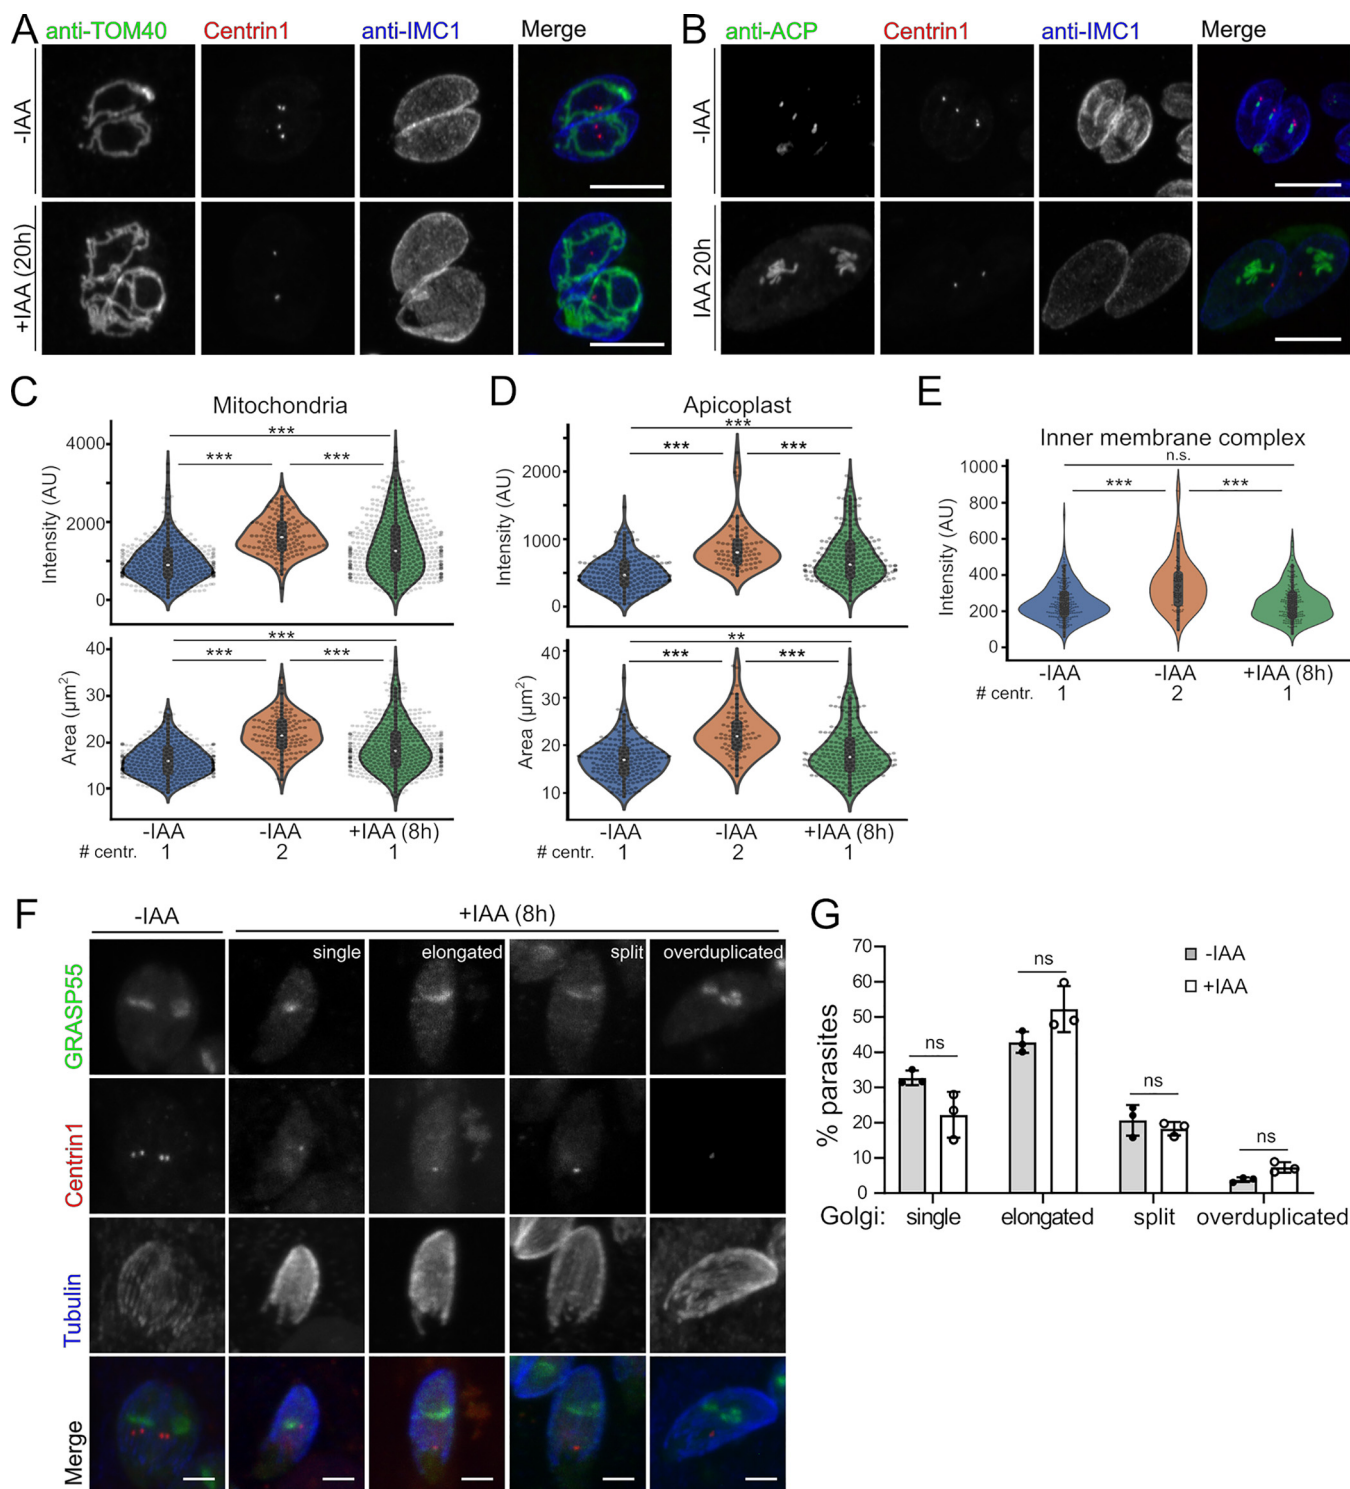 A
anti-TOM40 Centrin1 anti-IMC1 Merge
-IAA
+IAA (20h)
B
anti-ACP Centrin1 anti-IMC1 Merge
-IAA
IAA 20h
C
Mitochondria
***
*** ***
Intensity (AU)
4000
2000
0
***
*** ***
Area (µm²)
40
30
20
10
-IAA -IAA +IAA (8h)
# centr. 1 2 1
D
Apicoplast
***
*** ***
Intensity (AU)
2000
1000
0
**
*** ***
Area (µm²)
40
30
20
10
-IAA -IAA +IAA (8h)
# centr. 1 2 1
E
Inner membrane complex
n.s.
*** ***
Intensity (AU)
1000
800
600
400
200
0
-IAA -IAA +IAA (8h)
# centr. 1 2 1
F
-IAA +IAA (8h)
single elongated split overduplicated
GRASP55
Centrin1
Tubulin
Merge
G
-IAA
+IAA
% parasites
70
60
50
40
30
20
10
0
ns ns ns ns
Golgi: single elongated split overduplicated